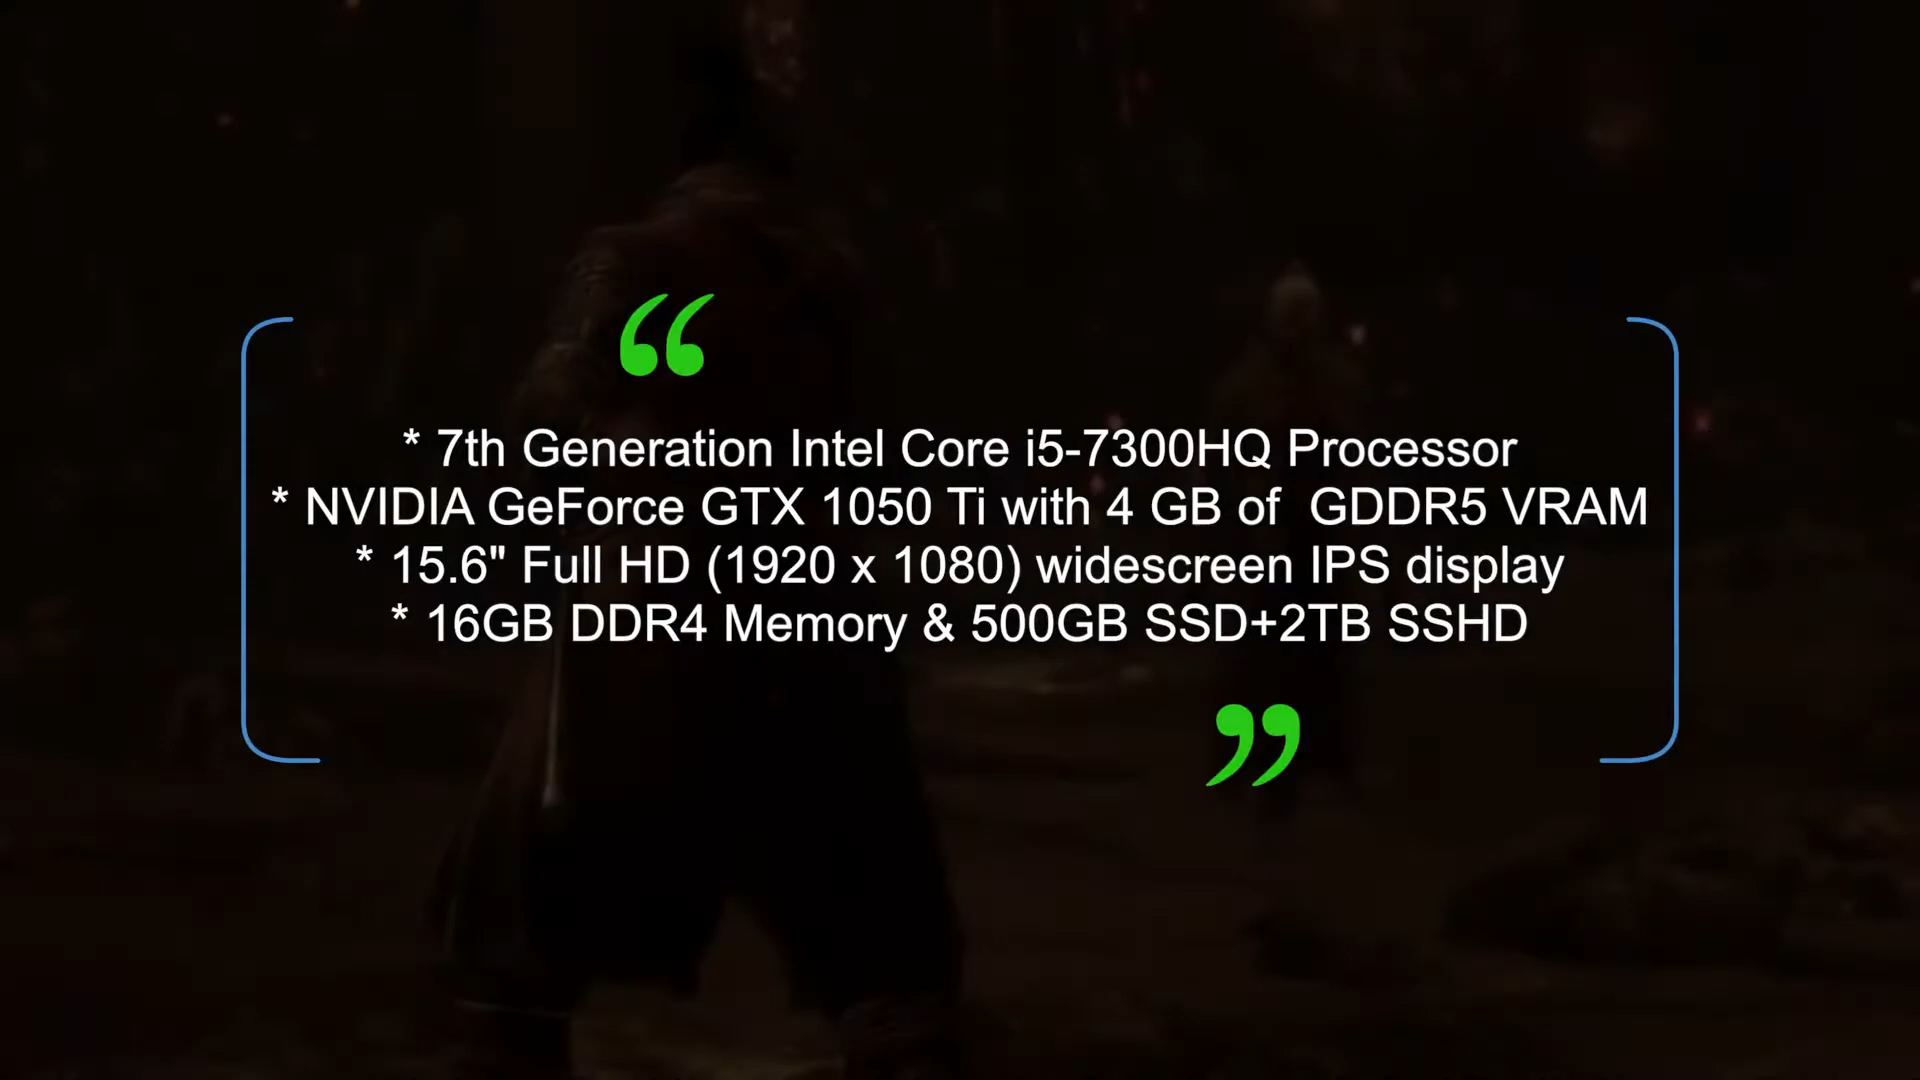 “
* 7th Generation Intel Core i5-7300HQ Processor
* NVIDIA GeForce GTX 1050 Ti with 4 GB of  GDDR5 VRAM
* 15.6" Full HD (1920 x 1080) widescreen IPS display
* 16GB DDR4 Memory & 500GB SSD+2TB SSHD
”